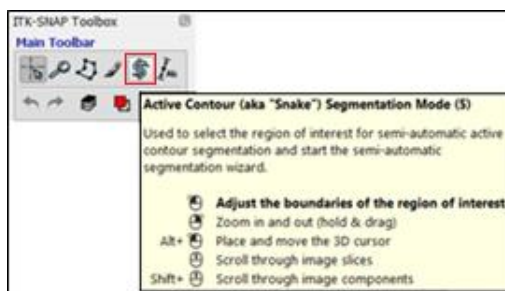 ITK-SNAP Toolbox
Main Toolbar
Active Contour (aka "Snake") Segmentation Mode (S)
Used to select the region of interest for semi-automatic active
contour segmentation and start the semi-automatic
segmentation wizard.
Adjust the boundaries of the region of interest
Zoom in and out (hold & drag)
Alt+ Place and move the 3D cursor
Scroll through image slices
Shift+ Scroll through image components